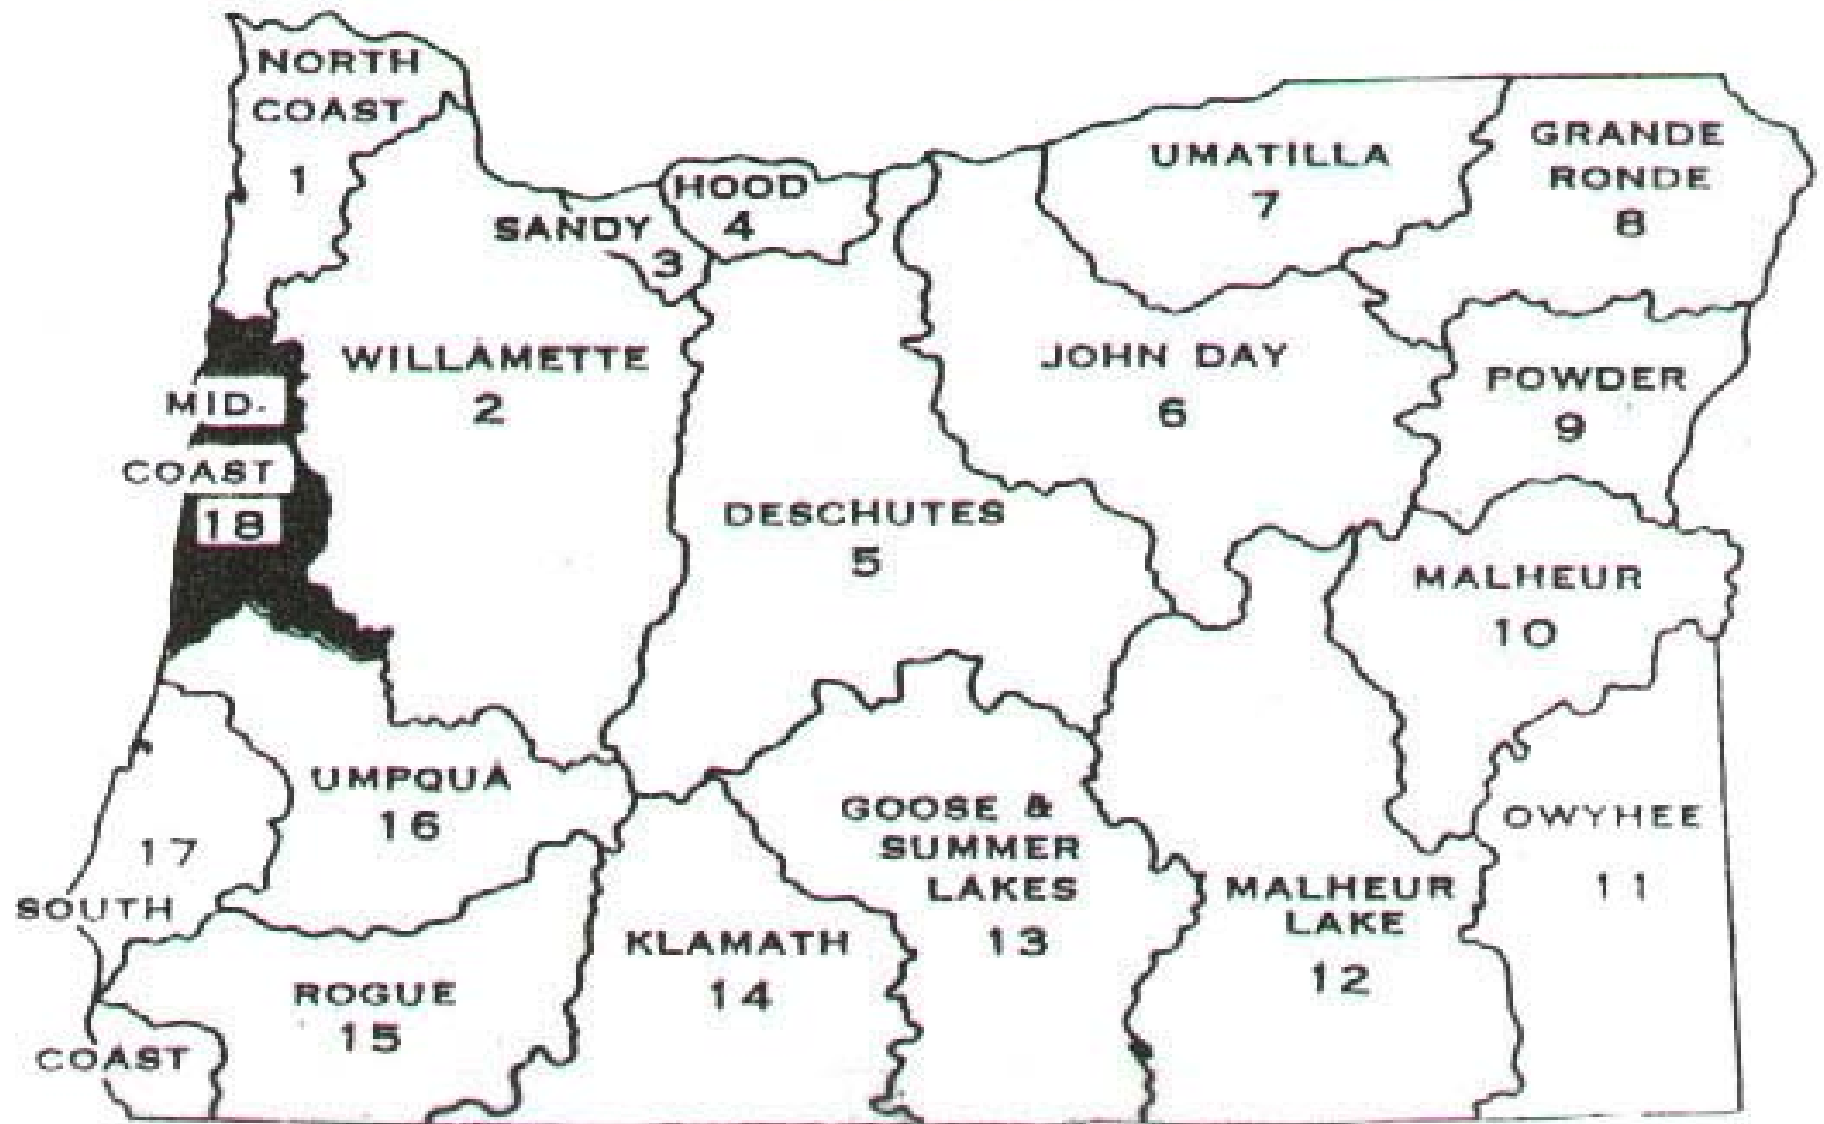 NORTH
COAST
1
WILLAMETTE
2
SANDY
3
HOOD
4
DESCHUTES
5
JOHN DAY
6
UMATILLA
7
GRANDE
RONDE
8
POWDER
9
MALHEUR
10
OWYHEE
11
MALHEUR
LAKE
12
GOOSE &
SUMMER
LAKES
13
KLAMATH
14
ROGUE
15
UMPQUA
16
17
SOUTH
COAST
MID-
COAST
18